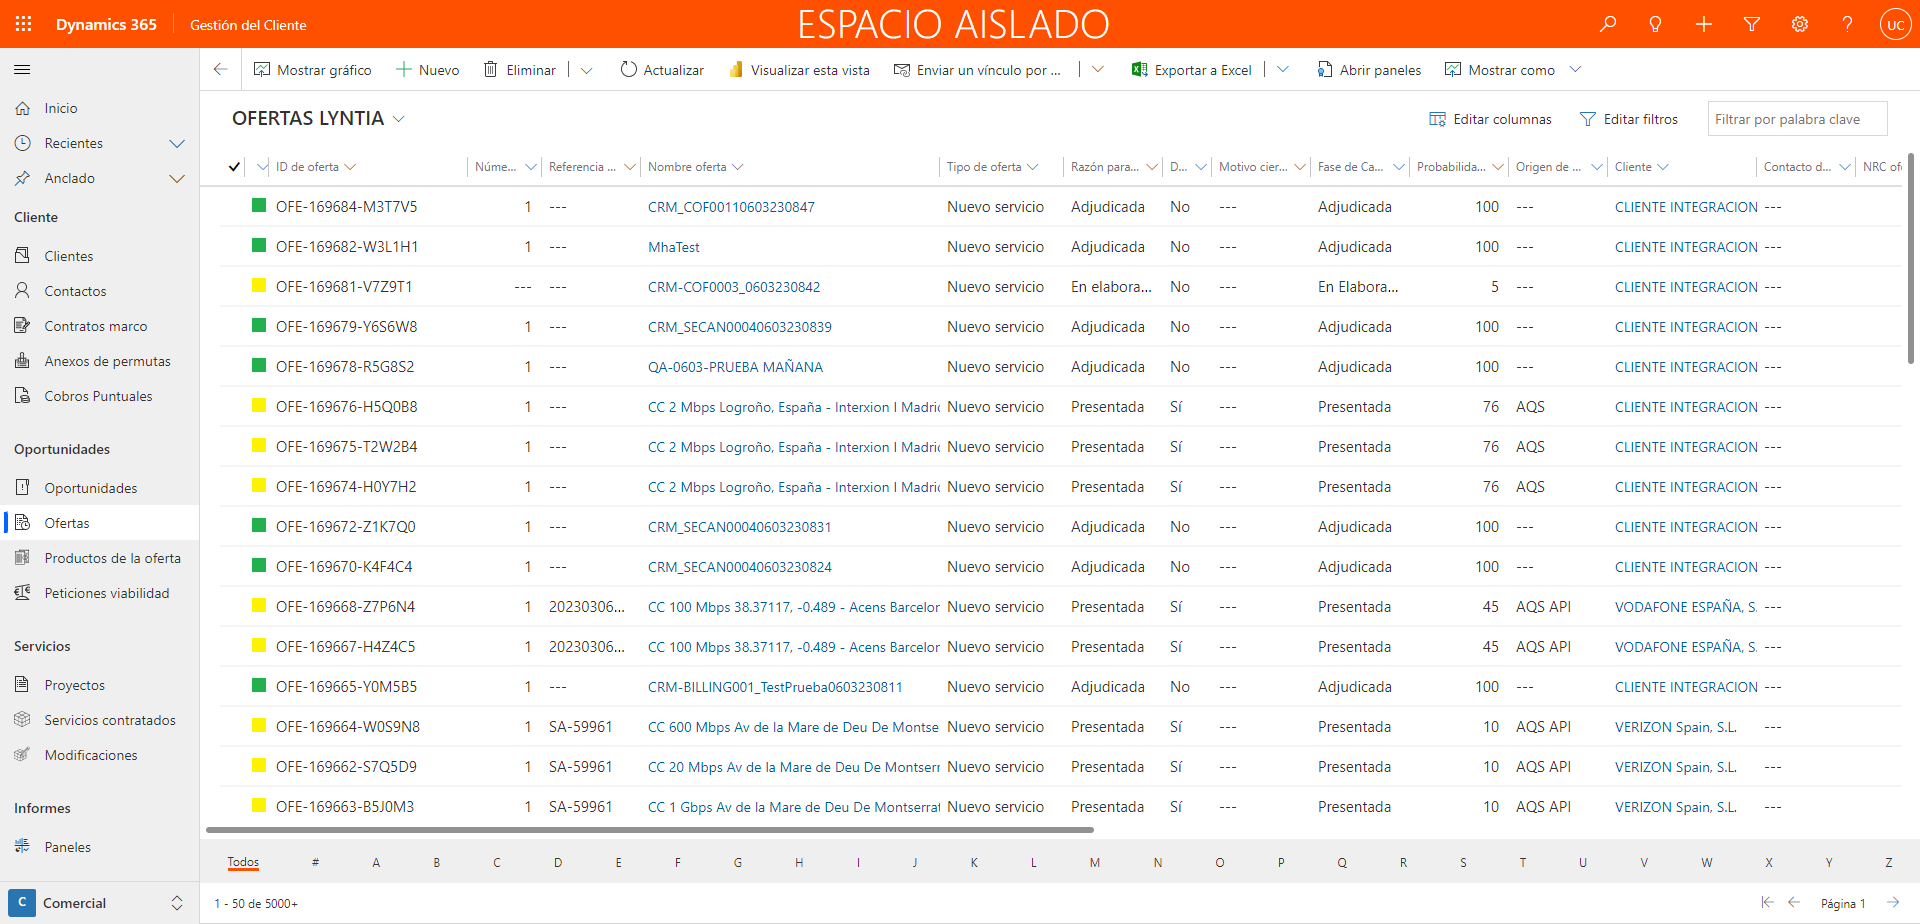 Dynamics 365 Gestión del Cliente ESPACIO AISLADO UC
Mostrar gráfico Nuevo Eliminar Actualizar Visualizar esta vista Enviar un vínculo por ... Exportar a Excel Abrir paneles Mostrar como
Inicio
Recientes
Anclado
Cliente
Clientes
Contactos
Contratos marco
Anexos de permutas
Cobros Puntuales
Oportunidades
Oportunidades
Ofertas
Productos de la oferta
Peticiones viabilidad
Servicios
Proyectos
Servicios contratados
Modificaciones
Informes
Paneles
C Comercial
OFERTAS LYNTIA Editar columnas Editar filtros Filtrar por palabra clave
ID de oferta Núme... Referencia ... Nombre oferta Tipo de oferta Razón para... D... Motivo cier... Fase de Ca... Probabilida... Origen de ... Cliente Contacto d... NRC of
OFE-169684-M3T7V5 1 --- CRM_COF00110603230847 Nuevo servicio Adjudicada No --- Adjudicada 100 --- CLIENTE INTEGRACION ---
OFE-169682-W3L1H1 1 --- MhaTest Nuevo servicio Adjudicada No --- Adjudicada 100 --- CLIENTE INTEGRACION ---
OFE-169681-V7Z9T1 --- --- CRM-COF0003_0603230842 Nuevo servicio En elabora... No --- En Elabora... 5 --- CLIENTE INTEGRACION ---
OFE-169679-Y6S6W8 1 --- CRM_SECAN00040603230839 Nuevo servicio Adjudicada No --- Adjudicada 100 --- CLIENTE INTEGRACION ---
OFE-169678-R5G8S2 1 --- QA-0603-PRUEBA MAÑANA Nuevo servicio Adjudicada No --- Adjudicada 100 --- CLIENTE INTEGRACION ---
OFE-169676-H5Q0B8 1 --- CC 2 Mbps Logroño, España - Interxion I Madri Nuevo servicio Presentada Sí --- Presentada 76 AQS CLIENTE INTEGRACION ---
OFE-169675-T2W2B4 1 --- CC 2 Mbps Logroño, España - Interxion I Madri Nuevo servicio Presentada Sí --- Presentada 76 AQS CLIENTE INTEGRACION ---
OFE-169674-H0Y7H2 1 --- CC 2 Mbps Logroño, España - Interxion I Madri Nuevo servicio Presentada Sí --- Presentada 76 AQS CLIENTE INTEGRACION ---
OFE-169672-Z1K7Q0 1 --- CRM_SECAN00040603230831 Nuevo servicio Adjudicada No --- Adjudicada 100 --- CLIENTE INTEGRACION ---
OFE-169670-K4F4C4 1 --- CRM_SECAN00040603230824 Nuevo servicio Adjudicada No --- Adjudicada 100 --- CLIENTE INTEGRACION ---
OFE-169668-Z7P6N4 1 20230306... CC 100 Mbps 38.37117, -0.489 - Acens Barcelor Nuevo servicio Presentada Sí --- Presentada 45 AQS API VODAFONE ESPAÑA, S. ---
OFE-169667-H4Z4C5 1 20230306... CC 100 Mbps 38.37117, -0.489 - Acens Barcelor Nuevo servicio Presentada Sí --- Presentada 45 AQS API VODAFONE ESPAÑA, S. ---
OFE-169665-Y0M5B5 1 --- CRM-BILLING001_TestPrueba0603230811 Nuevo servicio Adjudicada No --- Adjudicada 100 --- CLIENTE INTEGRACION ---
OFE-169664-W0S9N8 1 SA-59961 CC 600 Mbps Av de la Mare de Deu De Montse Nuevo servicio Presentada Sí --- Presentada 10 AQS API VERIZON Spain, S.L. ---
OFE-169662-S7Q5D9 1 SA-59961 CC 20 Mbps Av de la Mare de Deu De Montserr Nuevo servicio Presentada Sí --- Presentada 10 AQS API VERIZON Spain, S.L. ---
OFE-169663-B5J0M3 1 SA-59961 CC 1 Gbps Av de la Mare de Deu De Montserrat Nuevo servicio Presentada Sí --- Presentada 10 AQS API VERIZON Spain, S.L. ---
Todos # A B C D E F G H I J K L M N O P Q R S T U V W X Y Z
1 - 50 de 5000+ Página 1